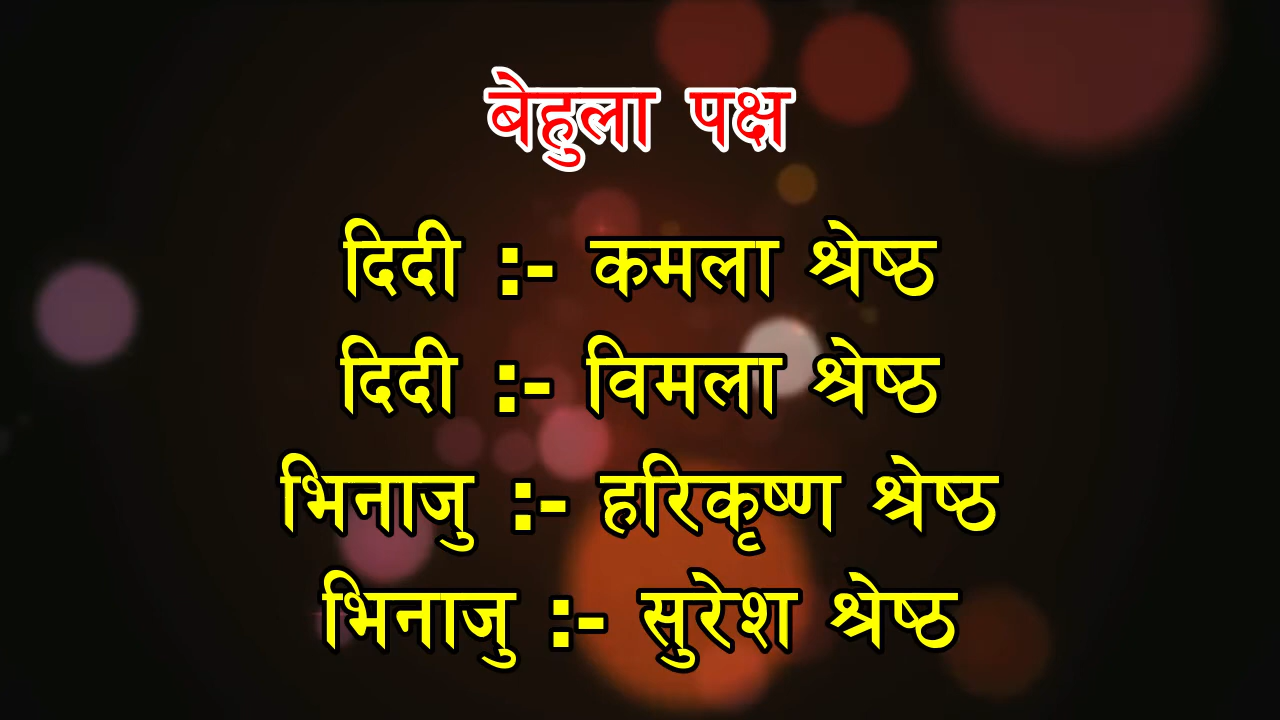 बेहुला पक्ष
दिदी :- कमला श्रेष्ठ
दिदी :- विमला श्रेष्ठ
भिनाजु :- हरिकृष्ण श्रेष्ठ
भिनाजु :- सुरेश श्रेष्ठ